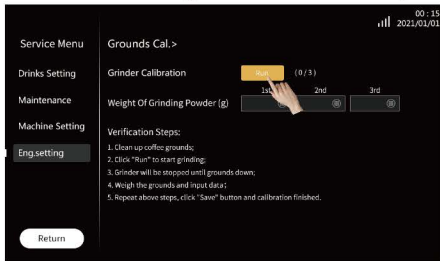 00 : 15
2021/01/01
Service Menu
Grounds Cal.>
Drinks Setting
Grinder Calibration
Run
( 0 / 3 )
1st
2nd
3rd
Maintenance
Weight Of Grinding Powder (g)
Machine Setting
Verification Steps:
Eng.setting
1. Clean up coffee grounds;
2. Click "Run" to start grinding;
3. Grinder will be stopped until grounds down;
4. Weigh the grounds and input data;
5. Repeat above steps, click "Save" button and calibration finished.
Return